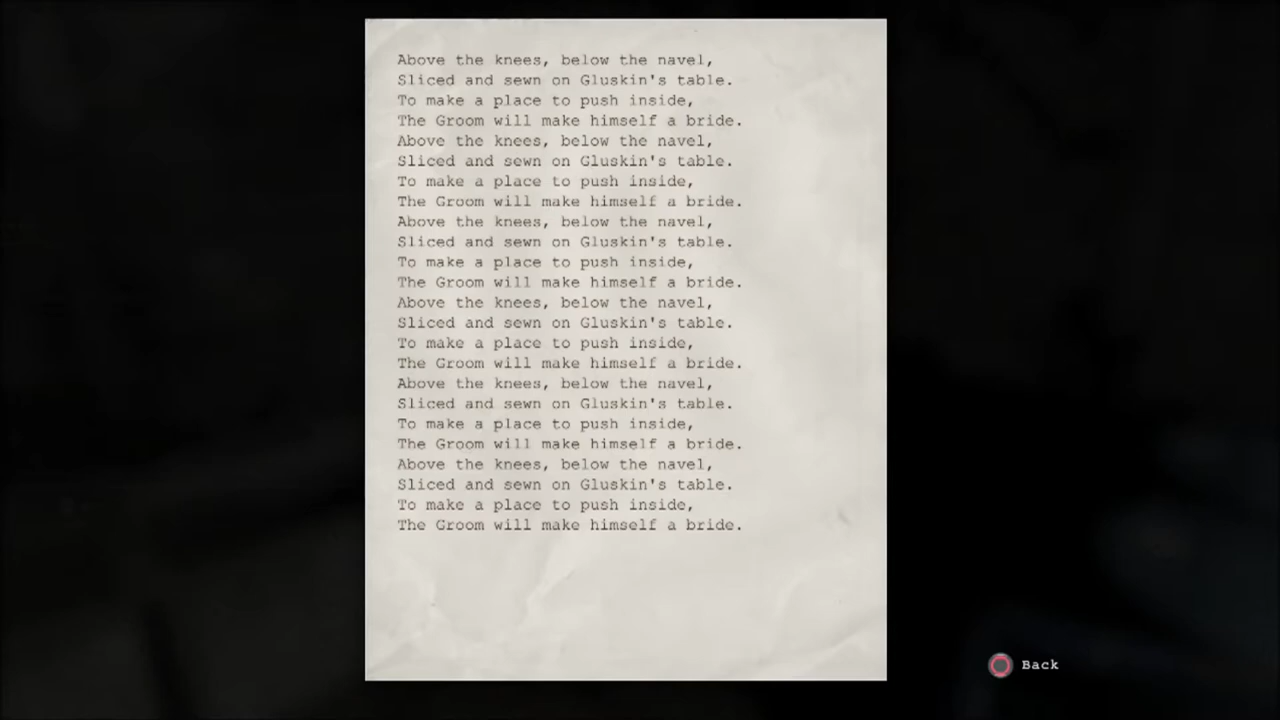 Above the knees, below the navel,
Sliced and sewn on Gluskin's table.
To make a place to push inside,
The Groom will make himself a bride.
Above the knees, below the navel,
Sliced and sewn on Gluskin's table.
To make a place to push inside,
The Groom will make himself a bride.
Above the knees, below the navel,
Sliced and sewn on Gluskin's table.
To make a place to push inside,
The Groom will make himself a bride.
Above the knees, below the navel,
Sliced and sewn on Gluskin's table.
To make a place to push inside,
The Groom will make himself a bride.
Above the knees, below the navel,
Sliced and sewn on Gluskin's table.
To make a place to push inside,
The Groom will make himself a bride.
Above the knees, below the navel,
Sliced and sewn on Gluskin's table.
To make a place to push inside,
The Groom will make himself a bride.
Back